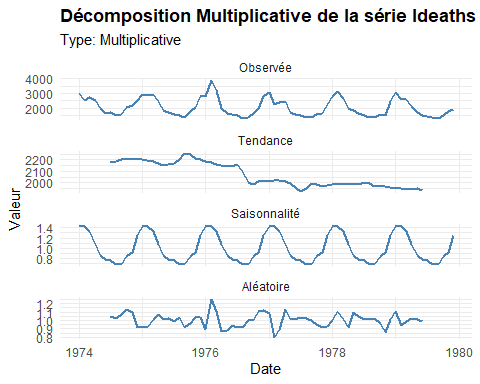 Décomposition Multiplicative de la série ldeaths
Type: Multiplicative
Observée
4000
3000
2000
Tendance
2200
2100
2000
Saisonnalité
1.4
1.2
1.0
0.8
Aléatoire
1.2
1.1
1.0
0.9
0.8
1974
1976
1978
1980
Date
Valeur